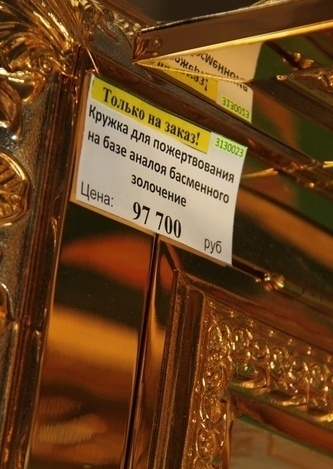 Только на заказ!
3130023
Кружка для пожертвования
на базе аналоя басменного
золочение
Цена: 97 700 руб